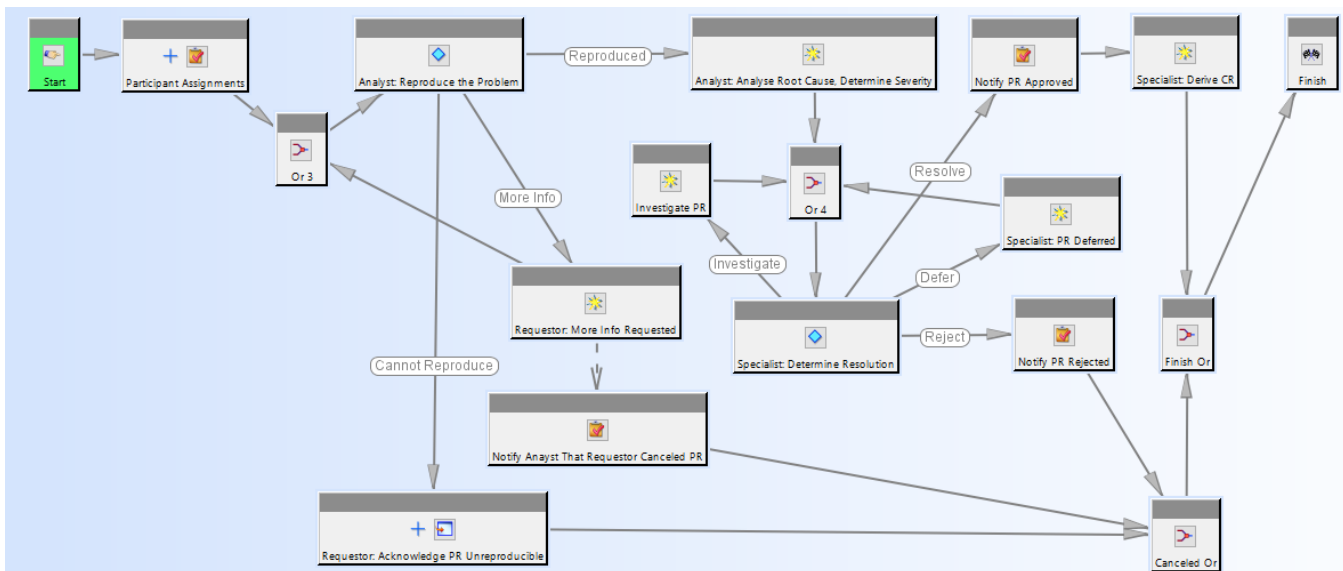 Start
Participant Assignments
Analyst: Reproduce the Problem
Reproduced
Analyst: Analyse Root Cause, Determine Severity
Notify PR Approved
Specialist: Derive CR
Finish
Or 3
Investigate PR
Or 4
Resolve
More Info
Specialist: PR Deferred
Investigate
Defer
Requestor: More Info Requested
Specialist: Determine Resolution
Reject
Notify PR Rejected
Finish Or
Cannot Reproduce
Notify Anayst That Requestor Canceled PR
Requestor: Acknowledge PR Unreproducible
Canceled Or